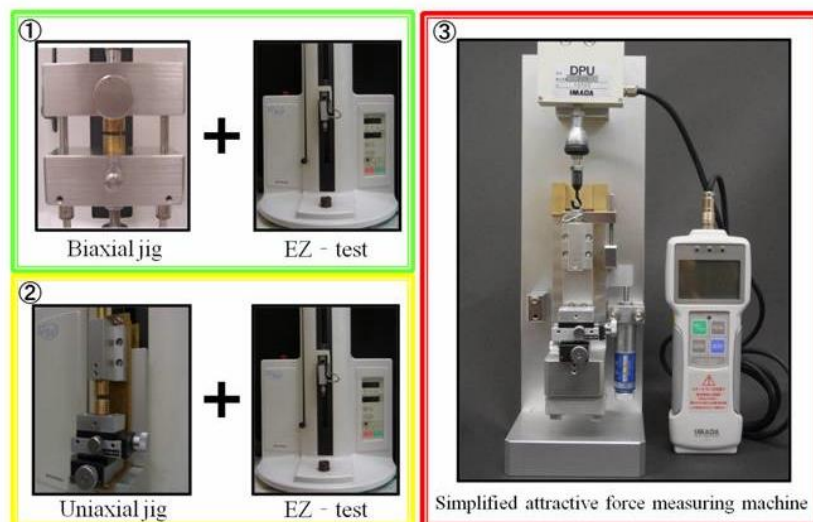 ①
Biaxial jig
+
EZ - test
②
Uniaxial jig
+
EZ - test
③
DPU
IMADA
IMADA
Simplified attractive force measuring machine